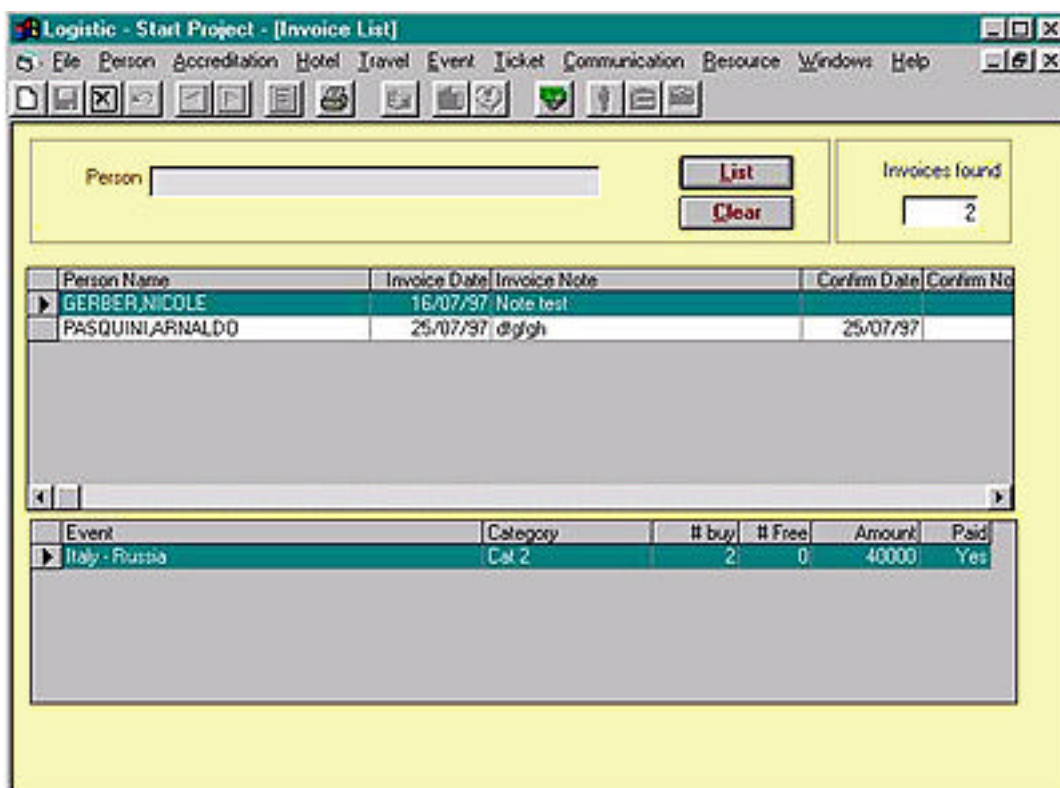 Logistic - Start Project - [Invoice List]
File Person Accreditation Hotel Travel Event Ticket Communication Resource Windows Help
Person
List
Invoices found
Clear
2
Person Name Invoice Date Invoice Note Confirm Date Confirm No
GERBER,NICOLE 16/07/97 Note test
PASQUINI,ARNALDO 25/07/97 25/07/97
Event Category # buy # Free Amount Paid
Italy - Russia Cat 2 2 0 40000 Yes